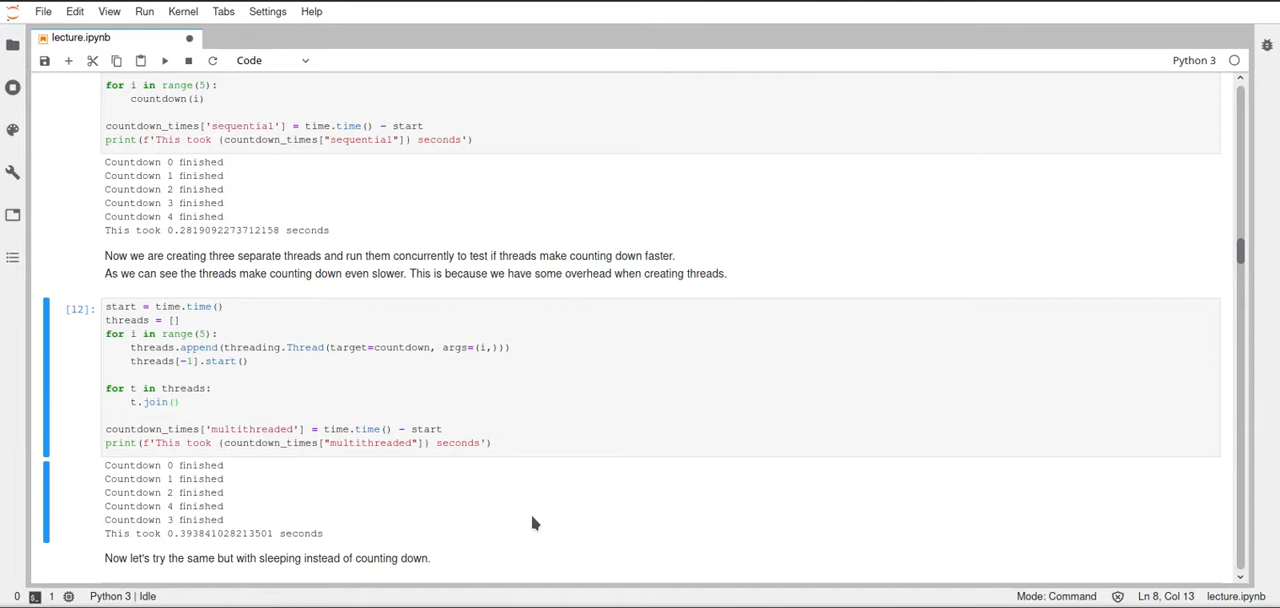 File Edit View Run Kernel Tabs Settings Help
lecture.ipynb
Code
Python 3
for i in range(5):
countdown(i)
countdown_times['sequential'] = time.time() - start
print(f'This took {countdown_times["sequential"]} seconds')
Countdown 0 finished
Countdown 1 finished
Countdown 2 finished
Countdown 3 finished
Countdown 4 finished
This took 0.2819092273712158 seconds
Now we are creating three separate threads and run them concurrently to test if threads make counting down faster.
As we can see the threads make counting down even slower. This is because we have some overhead when creating threads.
[12]: start = time.time()
threads = []
for i in range(5):
threads.append(threading.Thread(target=countdown, args=(i,)))
threads[-1].start()
for t in threads:
t.join()
countdown_times['multithreaded'] = time.time() - start
print(f'This took {countdown_times["multithreaded"]} seconds')
Countdown 0 finished
Countdown 1 finished
Countdown 2 finished
Countdown 4 finished
Countdown 3 finished
This took 0.393841028213501 seconds
Now let's try the same but with sleeping instead of counting down.
0 1 Python 3 | Idle Mode: Command Ln 8, Col 13 lecture.ipynb